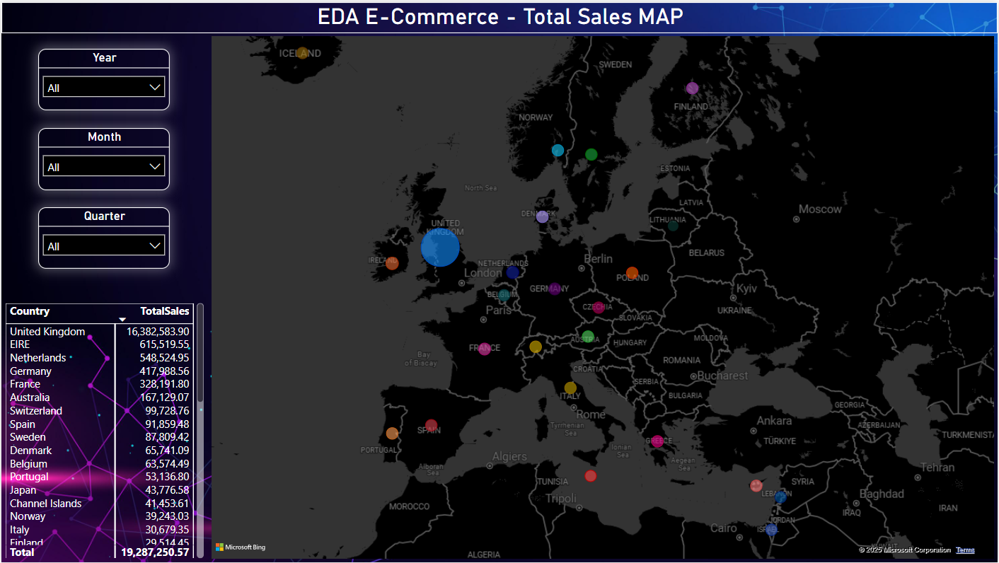 EDA E-Commerce - Total Sales MAP
Year
All
Month
All
Quarter
All
Country TotalSales
United Kingdom 16,382,583.90
EIRE 615,519.55
Netherlands 548,524.95
Germany 417,988.56
France 328,191.80
Australia 167,129.07
Switzerland 99,728.76
Spain 91,859.48
Sweden 87,809.42
Denmark 65,741.09
Belgium 63,574.49
Portugal 53,136.80
Japan 43,776.58
Channel Islands 41,453.61
Norway 39,243.03
Italy 30,679.35
Finland 29,514.45
Total 19,287,250.57
ICELAND
SWEDEN
FINLAND
NORWAY
ESTONIA
North Sea
LATVIA
Moscow
DENMARK
LITHUANIA
UNITED
KINGDOM
BELARUS
IRELAND
NETHERLANDS
Berlin
London
POLAND
GERMANY
Kyiv
BELGIUM
CZECHIA
UKRAINE
Paris
SLOVAKIA
AUSTRIA
MOLDOVA
HUNGARY
FRANCE
Bay
of Biscay
ROMANIA
CROATIA
Bucharest
SERBIA
ITALY
BULGARIA
GEORGIA
Rome
Ankara
AZERBAIJAN
Tyrrhenian
Sea
SPAIN
TURKMENISTA
GREECE
TÜRKIYE
PORTUGAL
Ionian
Sea
Algiers
Aegean
Sea
Alboran
Sea
Tehran
TUNISIA
SYRIA
LEBANON
Baghdad
Tripoli
MOROCCO
IRAQ
IRAN
JORDAN
Cairo
ISRAEL
KUWAIT
ALGERIA
Microsoft Bing
© 2025 Microsoft Corporation Terms